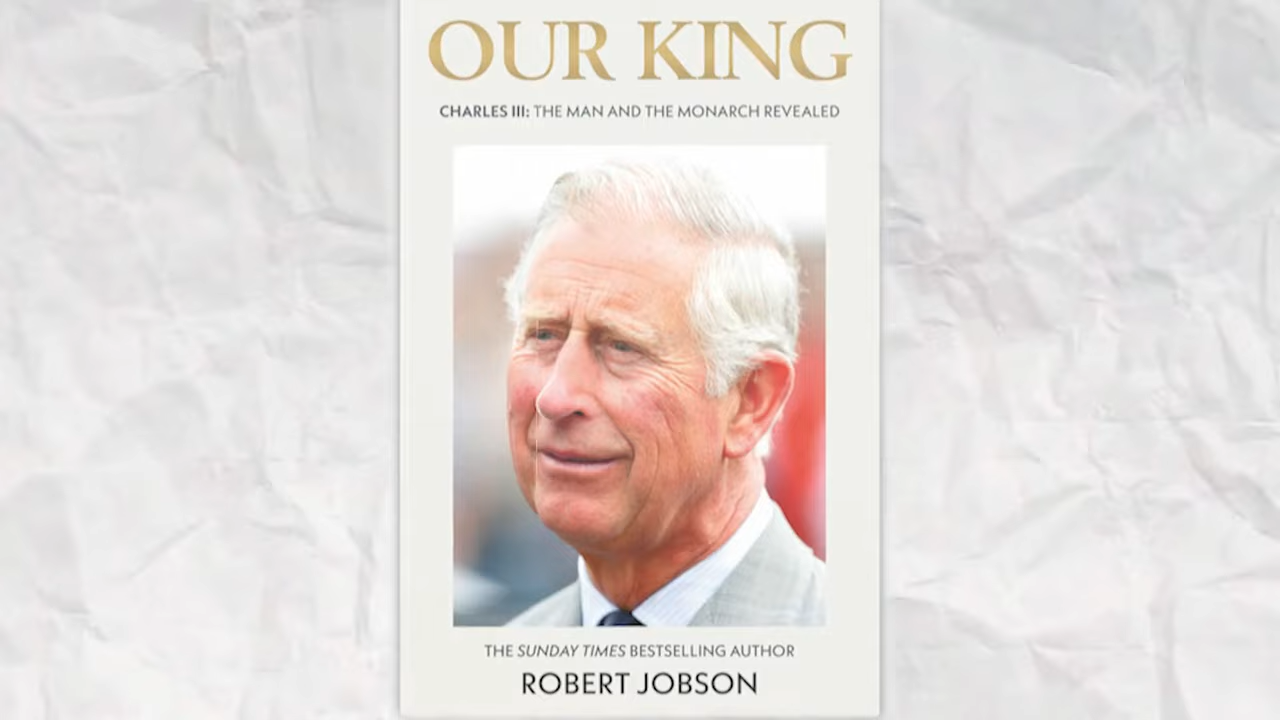 OUR KING
CHARLES III: THE MAN AND THE MONARCH REVEALED
THE SUNDAY TIMES BESTSELLING AUTHOR
ROBERT JOBSON